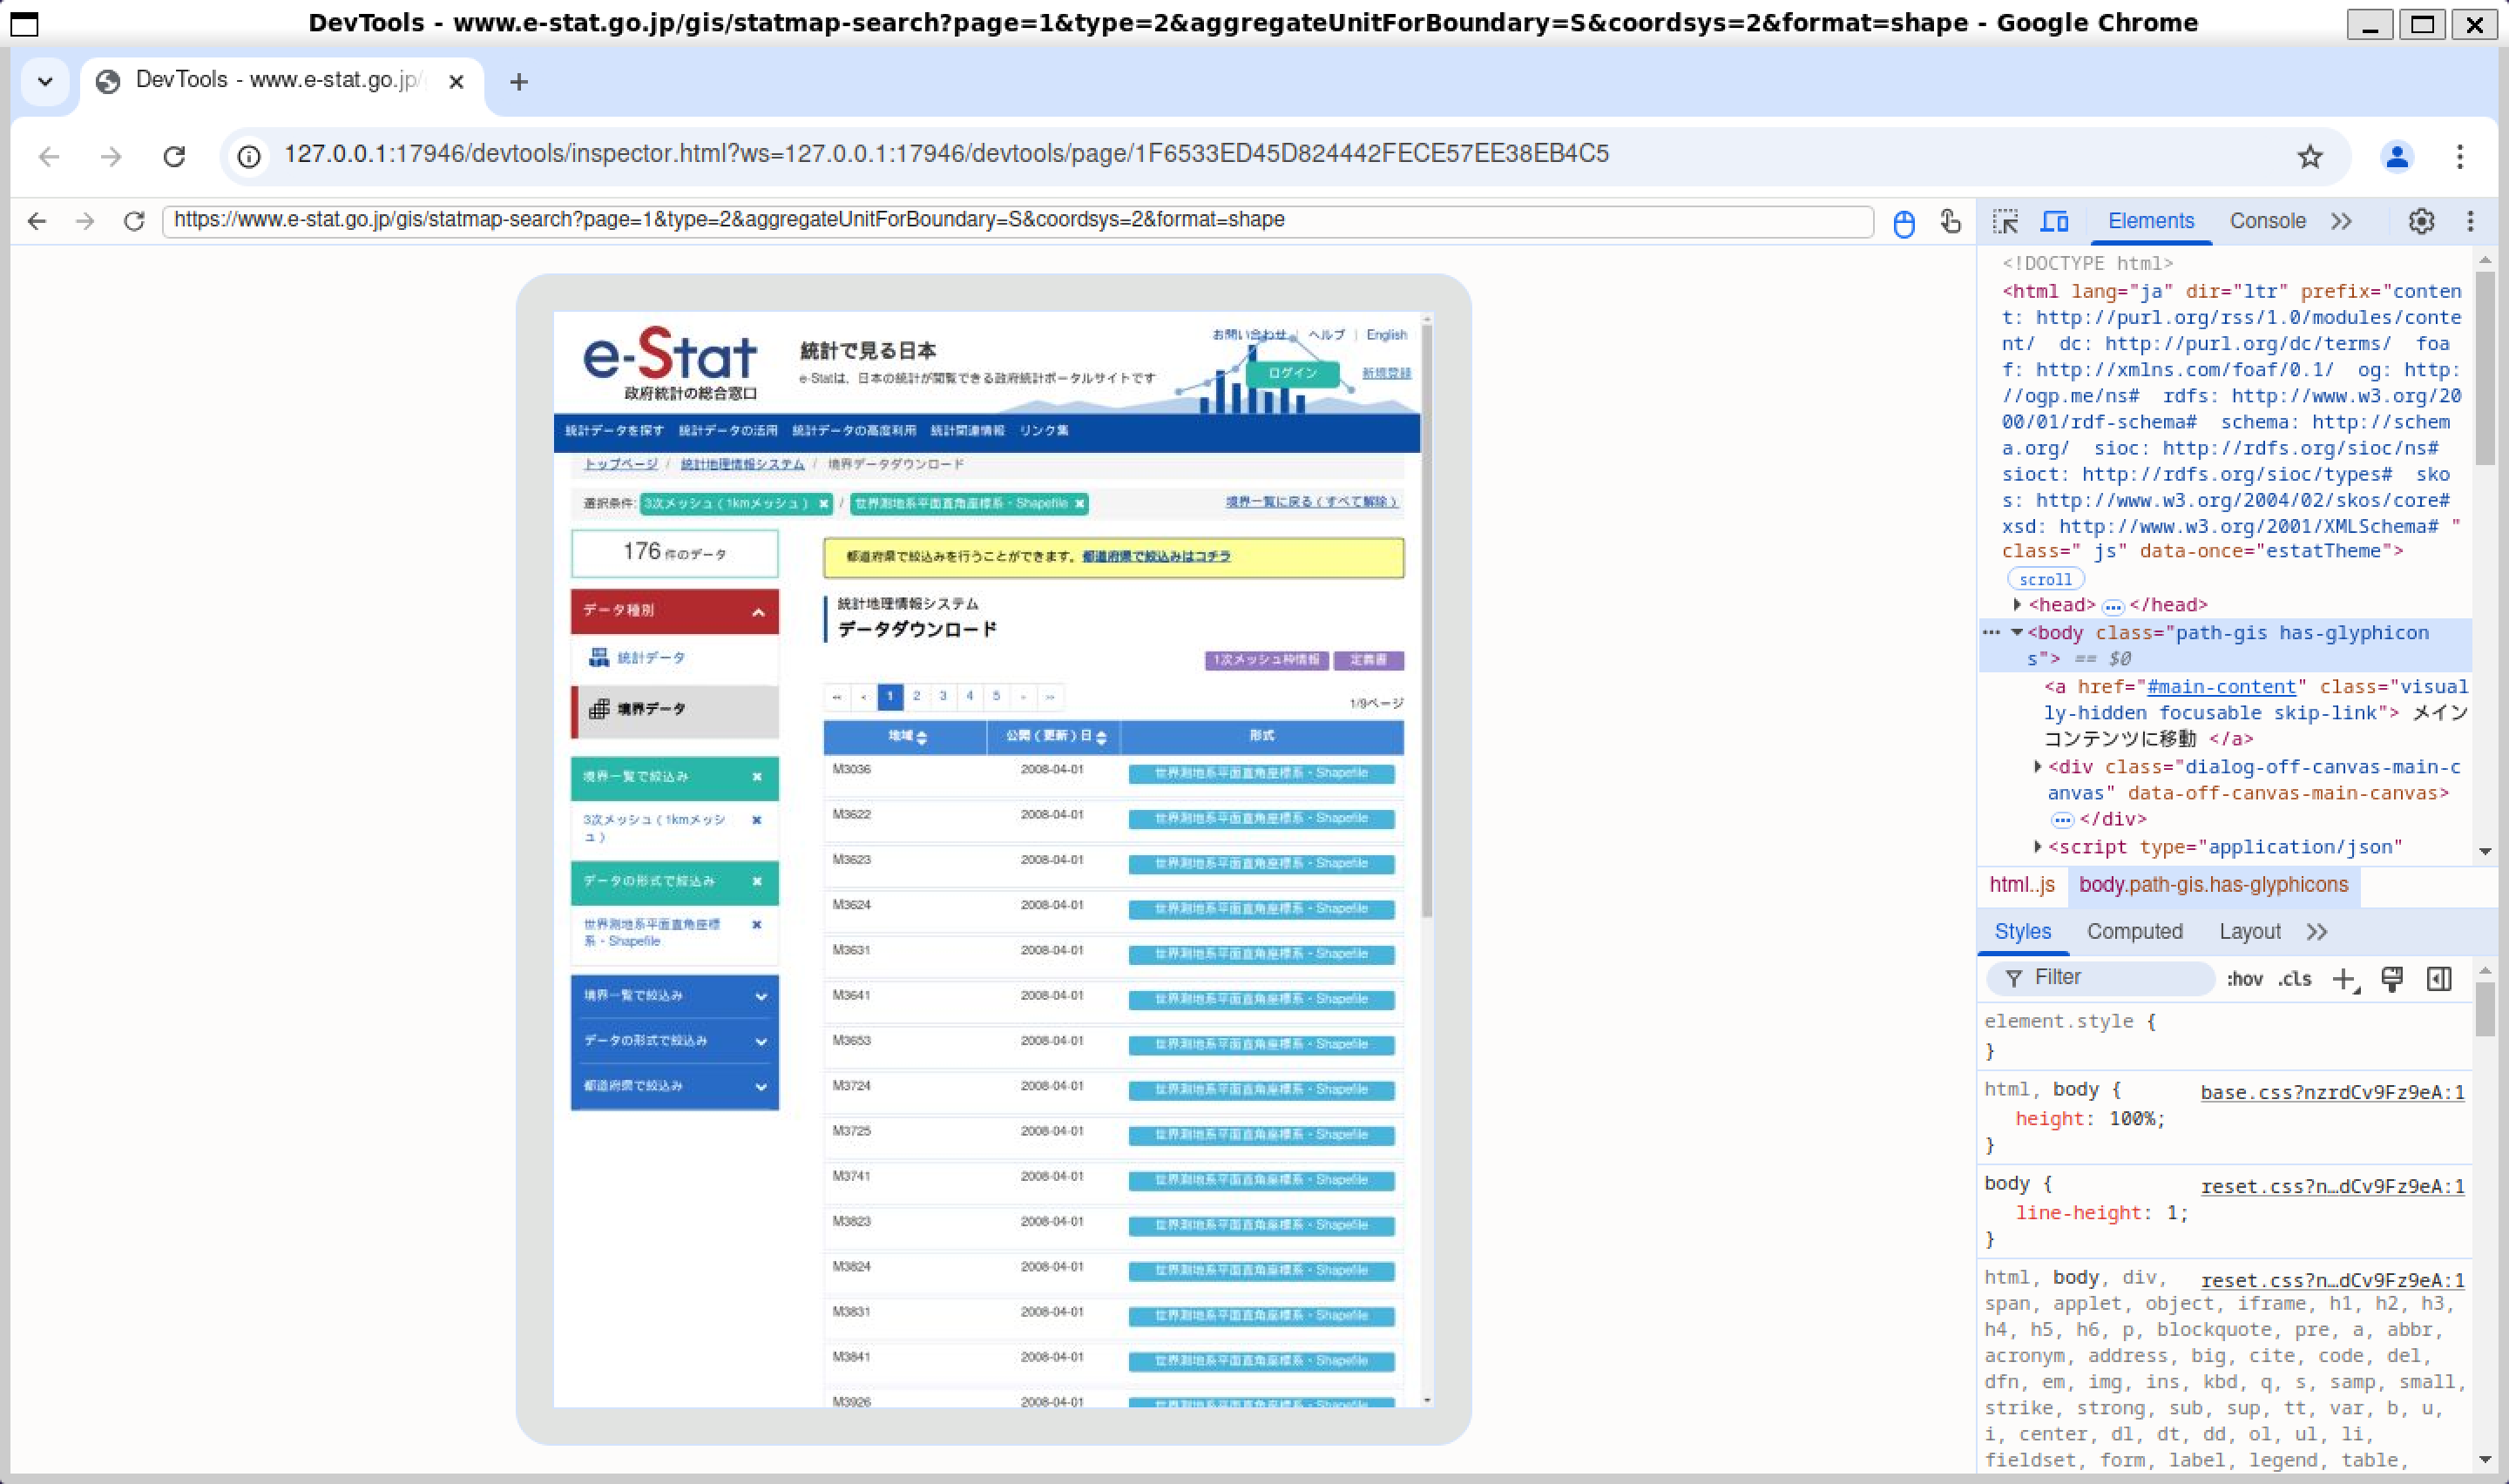 DevTools - www.e-stat.go.jp/gis/statmap-search?page=1&type=2&aggregateUnitForBoundary=S&coordsys=2&format=shape - Google Chrome
DevTools - www.e-stat.go.jp/
127.0.0.1:17946/devtools/inspector.html?ws=127.0.0.1:17946/devtools/page/1F6533ED45D824442FECE57EE38EB4C5
https://www.e-stat.go.jp/gis/statmap-search?page=1&type=2&aggregateUnitForBoundary=S&coordsys=2&format=shape
e-Stat
政府統計の総合窓口
統計で見る日本
e-Statは、日本の統計が閲覧できる政府統計ポータルサイトです
お問い合わせ | ヘルプ | English
ログイン
新規登録
統計データを探す 統計データの活用 統計データの高度利用 統計関連情報 リンク集
トップページ / 統計地理情報システム / 境界データダウンロード
選択条件: 3次メッシュ(1kmメッシュ) / 世界測地系平面直角座標系・Shapefile
境界一覧に戻る(すべて解除)
176 件のデータ
データ種別
統計データ
境界データ
境界一覧で絞込み
3次メッシュ(1kmメッシ
ュ)
データの形式で絞込み
世界測地系平面直角座標
系・Shapefile
境界一覧で絞込み
データの形式で絞込み
都道府県で絞込み
都道府県で絞込みを行うことができます。都道府県で絞込みはコチラ
統計地理情報システム
データダウンロード
1次メッシュ枠情報 定義書
«« « 1 2 3 4 5 » »»
1/9ページ
地域 公開(更新)日 形式
M3036 2008-04-01 世界測地系平面直角座標系・Shapefile
M3622 2008-04-01 世界測地系平面直角座標系・Shapefile
M3623 2008-04-01 世界測地系平面直角座標系・Shapefile
M3624 2008-04-01 世界測地系平面直角座標系・Shapefile
M3631 2008-04-01 世界測地系平面直角座標系・Shapefile
M3641 2008-04-01 世界測地系平面直角座標系・Shapefile
M3653 2008-04-01 世界測地系平面直角座標系・Shapefile
M3724 2008-04-01 世界測地系平面直角座標系・Shapefile
M3725 2008-04-01 世界測地系平面直角座標系・Shapefile
M3741 2008-04-01 世界測地系平面直角座標系・Shapefile
M3823 2008-04-01 世界測地系平面直角座標系・Shapefile
M3824 2008-04-01 世界測地系平面直角座標系・Shapefile
M3831 2008-04-01 世界測地系平面直角座標系・Shapefile
M3841 2008-04-01 世界測地系平面直角座標系・Shapefile
M3926 2008-04-01 世界測地系平面直角座標系・Shapefile
Elements Console
<!DOCTYPE html>
<html lang="ja" dir="ltr" prefix="conten
t: http://purl.org/rss/1.0/modules/conte
nt/  dc: http://purl.org/dc/terms/  foa
f: http://xmlns.com/foaf/0.1/  og: http:
//ogp.me/ns#  rdfs: http://www.w3.org/20
00/01/rdf-schema#  schema: http://schem
a.org/  sioc: http://rdfs.org/sioc/ns#
sioct: http://rdfs.org/sioc/types#  sko
s: http://www.w3.org/2004/02/skos/core#
xsd: http://www.w3.org/2001/XMLSchema# "
class=" js" data-once="estatTheme">
scroll
<head> … </head>
<body class="path-gis has-glyphicon
s"> == $0
<a href="#main-content" class="visual
ly-hidden focusable skip-link"> メイン
コンテンツに移動 </a>
<div class="dialog-off-canvas-main-c
anvas" data-off-canvas-main-canvas>
… </div>
<script type="application/json"
html..js body.path-gis.has-glyphicons
Styles Computed Layout
Filter :hov .cls
element.style {
}
html, body { base.css?nzrdCv9Fz9eA:1
height: 100%;
}
body { reset.css?n…dCv9Fz9eA:1
line-height: 1;
}
html, body, div, reset.css?n…dCv9Fz9eA:1
span, applet, object, iframe, h1, h2, h3,
h4, h5, h6, p, blockquote, pre, a, abbr,
acronym, address, big, cite, code, del,
dfn, em, img, ins, kbd, q, s, samp, small,
strike, strong, sub, sup, tt, var, b, u,
i, center, dl, dt, dd, ol, ul, li,
fieldset, form, label, legend, table,